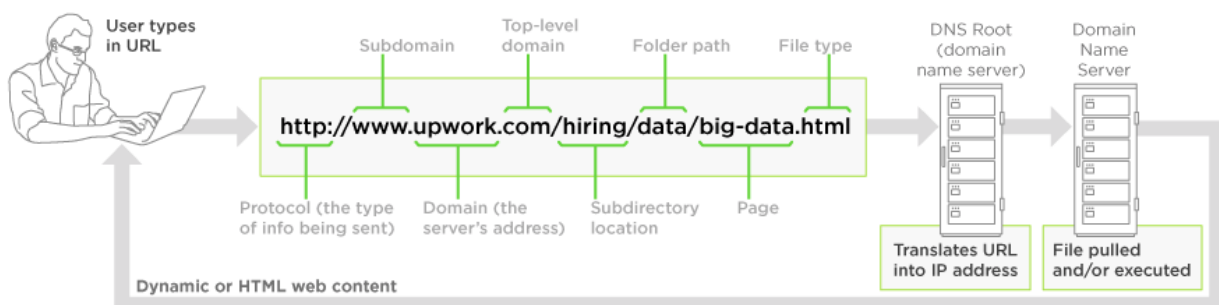 User types
in URL
Subdomain
Top-level
domain
Folder path
File type
http://www.upwork.com/hiring/data/big-data.html
Protocol (the type
of info being sent)
Domain (the
server's address)
Subdirectory
location
Page
DNS Root
(domain
name server)
Domain
Name
Server
Translates URL
into IP address
File pulled
and/or executed
Dynamic or HTML web content